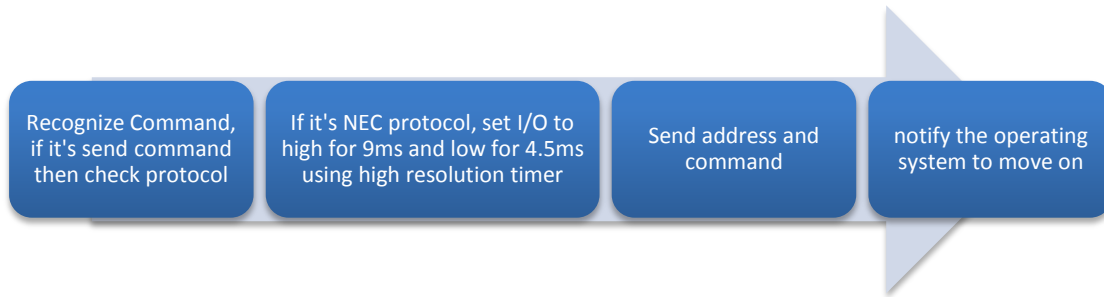 Recognize Command,
if it's send command
then check protocol
If it's NEC protocol, set I/O to
high for 9ms and low for 4.5ms
using high resolution timer
Send address and
command
notify the operating
system to move on